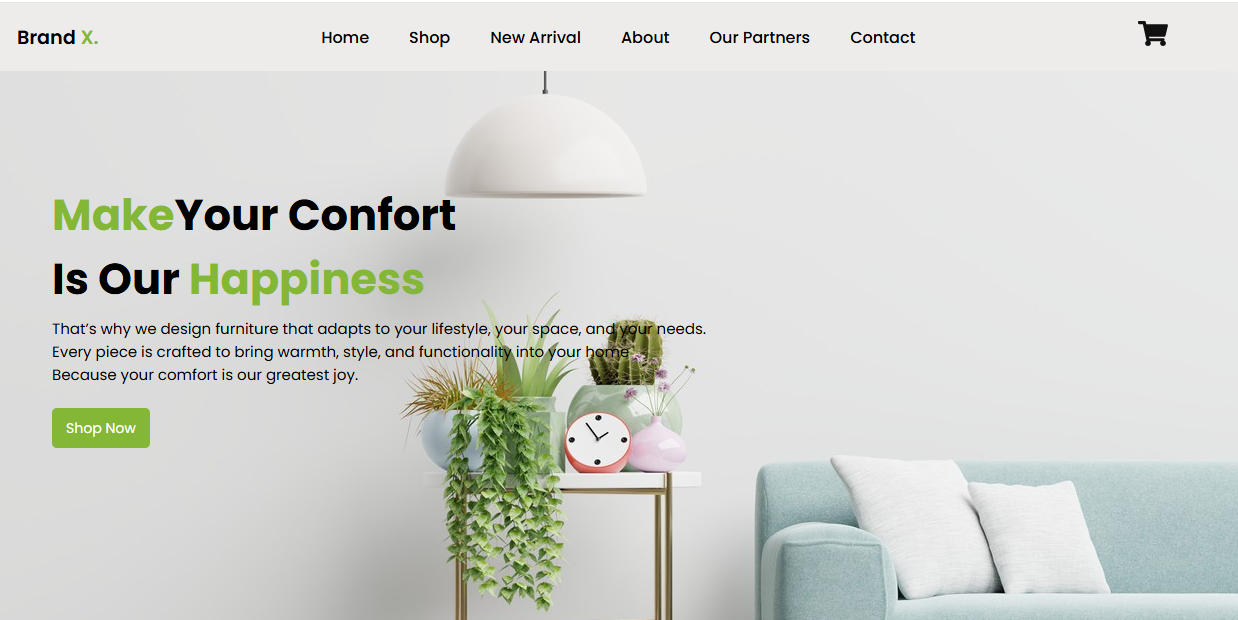 Brand X.
Home Shop New Arrival About Our Partners Contact
MakeYour Confort
Is Our Happiness
That's why we design furniture that adapts to your lifestyle, your space, and your needs.
Every piece is crafted to bring warmth, style, and functionality into your home
Because your comfort is our greatest joy.
Shop Now